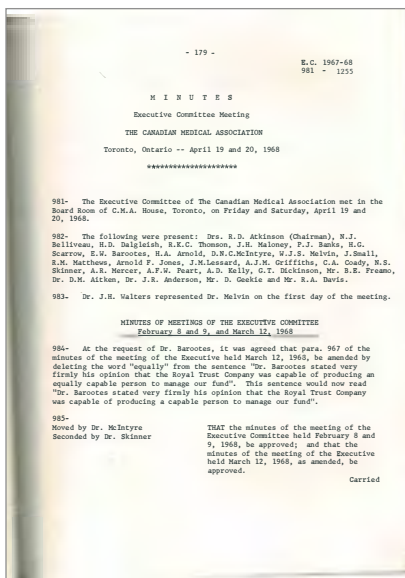 - 179 -
E.C. 1967-68
981 - 1255
M I N U T E S
Executive Committee Meeting
THE CANADIAN MEDICAL ASSOCIATION
Toronto, Ontario -- April 19 and 20, 1968
*********************
981- The Executive Committee of The Canadian Medical Association met in the
Board Room of C.M.A. House, Toronto, on Friday and Saturday, April 19 and
20, 1968.
982- The following were present: Drs. R.D. Atkinson (Chairman), N.J.
Belliveau, H.D. Dalgleish, R.K.C. Thomson, J.H. Maloney, P.J. Banks, H.G.
Scarrow, E.W. Barootes, H.A. Arnold, D.N.C.McIntyre, W.J.S. Melvin, J.Small,
R.M. Matthews, Arnold F. Jones, J.M.Lessard, A.J.M. Griffiths, C.A. Coady, N.S.
Skinner, A.R. Mercer, A.F.W. Peart, A.D. Kelly, G.T. Dickinson, Mr. B.E. Freamo,
Dr. D.M. Aitken, Dr. J.R. Anderson, Mr. D. Geekie and Mr. R.A. Davis.
983- Dr. J.H. Walters represented Dr. Melvin on the first day of the meeting.
MINUTES OF MEETINGS OF THE EXECUTIVE COMMITTEE
February 8 and 9, and March 12, 1968
984- At the request of Dr. Barootes, it was agreed that para. 967 of the
minutes of the meeting of the Executive held March 12, 1968, be amended by
deleting the word "equally" from the sentence "Dr. Barootes stated very
firmly his opinion that the Royal Trust Company was capable of producing an
equally capable person to manage our fund". This sentence would now read
"Dr. Barootes stated very firmly his opinion that the Royal Trust Company
was capable of producing a capable person to manage our fund".
985-
Moved by Dr. McIntyre
Seconded by Dr. Skinner
THAT the minutes of the meeting of the
Executive Committee held February 8 and
9, 1968, be approved; and that the
minutes of the meeting of the Executive
held March 12, 1968, as amended, be
approved.
Carried